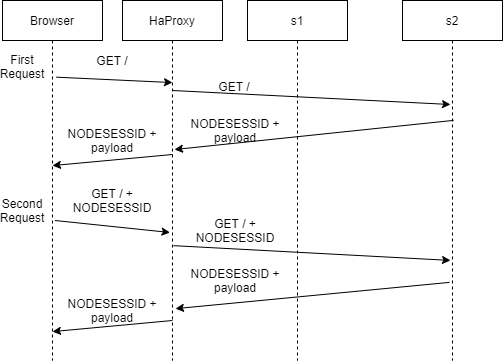 Browser
HaProxy
s1
s2
First
Request
GET /
GET /
NODESESSID +
payload
NODESESSID +
payload
Second
Request
GET / +
NODESESSID
GET / +
NODESESSID
NODESESSID +
payload
NODESESSID +
payload